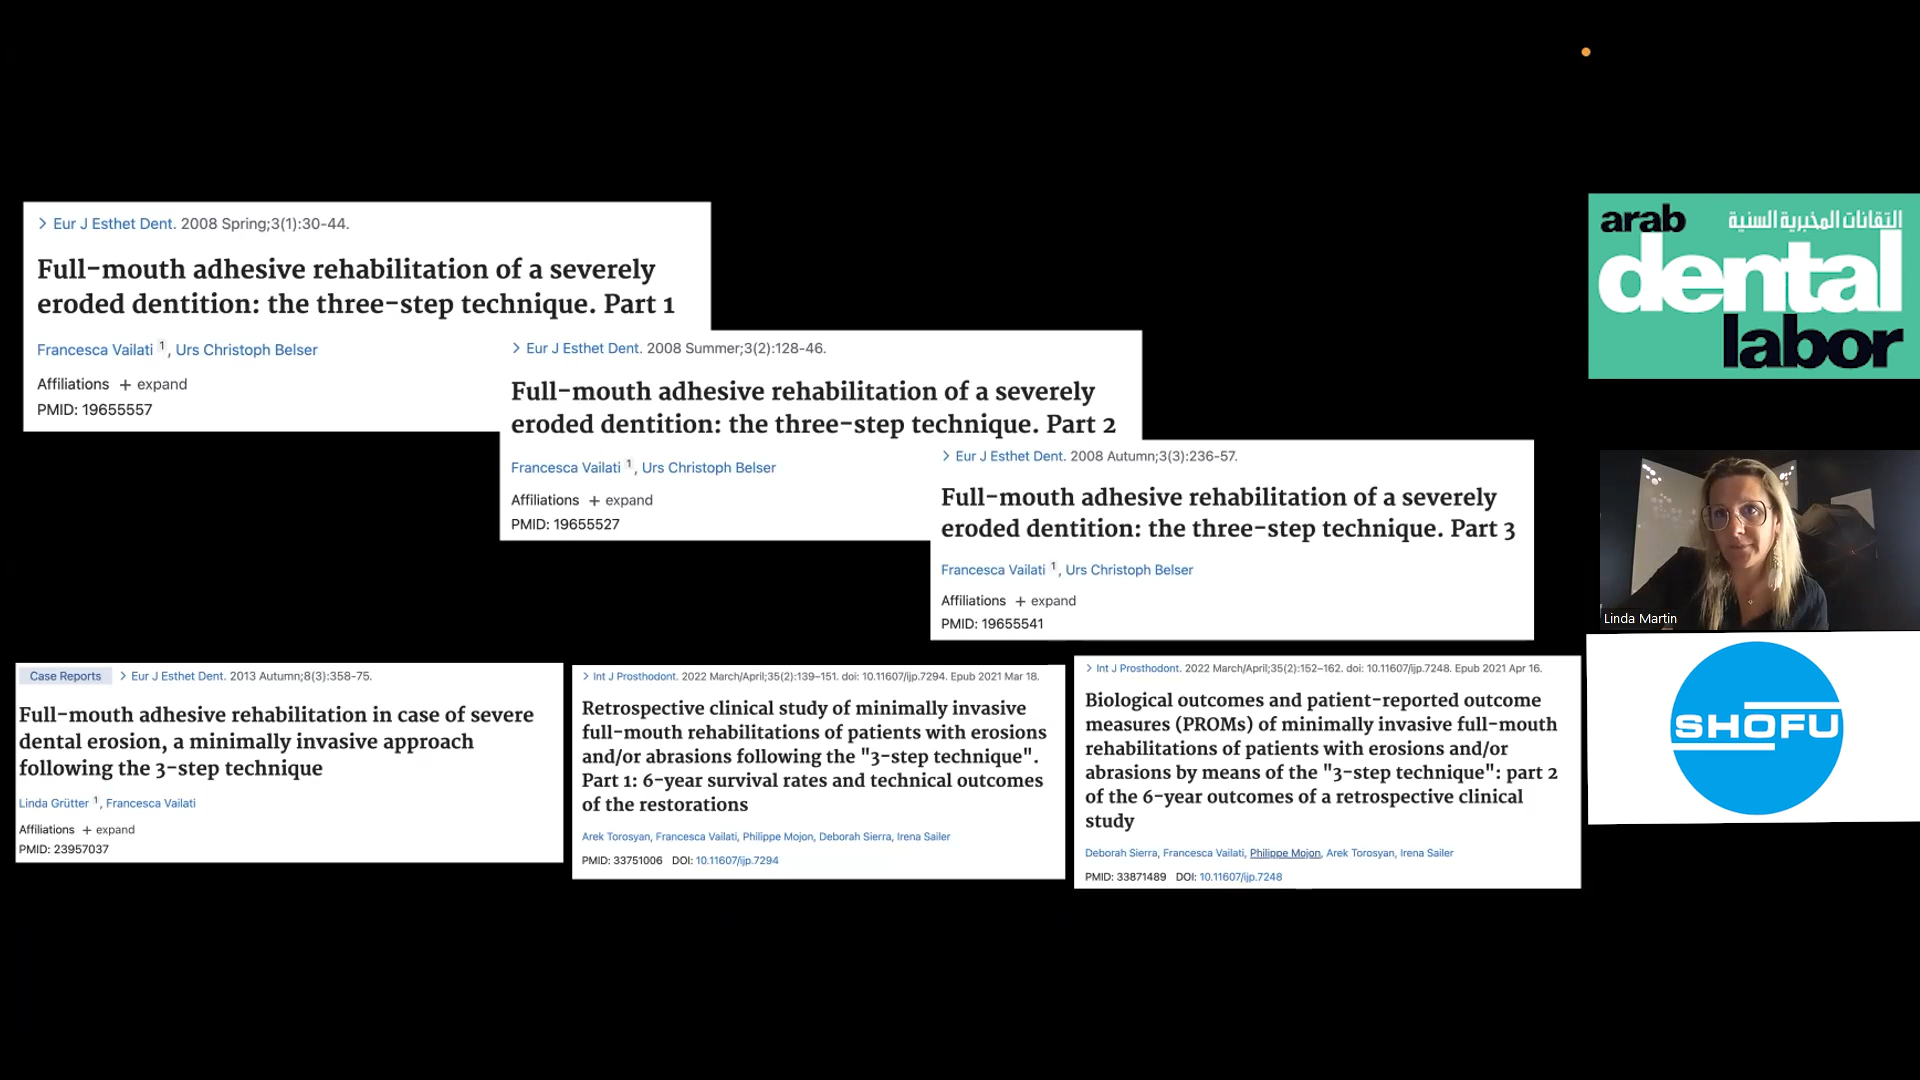 > Eur J Esthet Dent. 2008 Spring;3(1):30-44.
Full-mouth adhesive rehabilitation of a severely
eroded dentition: the three-step technique. Part 1
Francesca Vailati 1, Urs Christoph Belser
Affiliations + expand
PMID: 19655557
> Eur J Esthet Dent. 2008 Summer;3(2):128-46.
Full-mouth adhesive rehabilitation of a severely
eroded dentition: the three-step technique. Part 2
Francesca Vailati 1, Urs Christoph Belser
Affiliations + expand
PMID: 19655527
> Eur J Esthet Dent. 2008 Autumn;3(3):236-57.
Full-mouth adhesive rehabilitation of a severely
eroded dentition: the three-step technique. Part 3
Francesca Vailati 1, Urs Christoph Belser
Affiliations + expand
PMID: 19655541
Case Reports > Eur J Esthet Dent. 2013 Autumn;8(3):358-75.
Full-mouth adhesive rehabilitation in case of severe
dental erosion, a minimally invasive approach
following the 3-step technique
Linda Grütter 1, Francesca Vailati
Affiliations + expand
PMID: 23957037
> Int J Prosthodont. 2022 March/April;35(2):139–151. doi: 10.11607/ijp.7294. Epub 2021 Mar 18.
Retrospective clinical study of minimally invasive
full-mouth rehabilitations of patients with erosions
and/or abrasions following the "3-step technique".
Part 1: 6-year survival rates and technical outcomes
of the restorations
Arek Torosyan, Francesca Vailati, Philippe Mojon, Deborah Sierra, Irena Sailer
PMID: 33751006 DOI: 10.11607/ijp.7294
> Int J Prosthodont. 2022 March/April;35(2):152–162. doi: 10.11607/ijp.7248. Epub 2021 Apr 16.
Biological outcomes and patient-reported outcome
measures (PROMs) of minimally invasive full-mouth
rehabilitations of patients with erosions and/or
abrasions by means of the "3-step technique": part 2
of the 6-year outcomes of a retrospective clinical
study
Deborah Sierra, Francesca Vailati, Philippe Mojon, Arek Torosyan, Irena Sailer
PMID: 33871489 DOI: 10.11607/ijp.7248
arab التقانات المخبرية السنية
dental
labor
Linda Martin
SHOFU